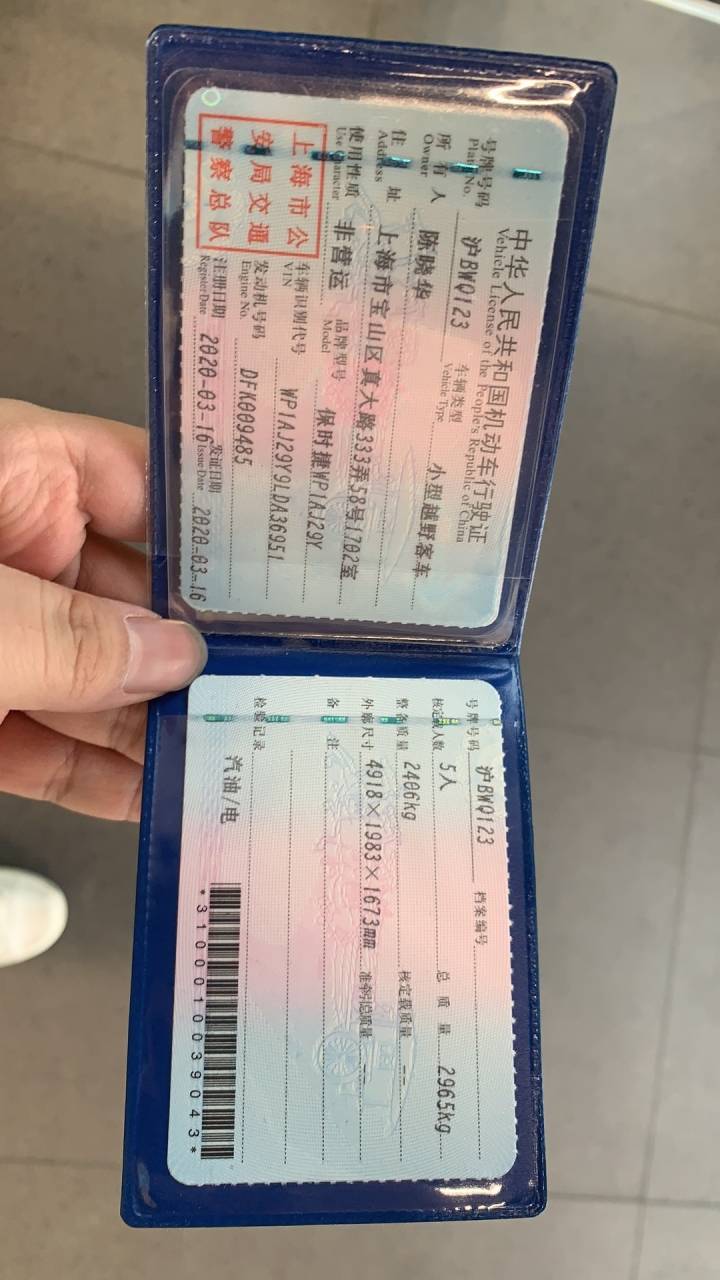 中华人民共和国机动车行驶证
Vehicle License of the People's Republic of China
号牌号码 沪BWQ123 车辆类型 小型越野客车
Plate No. Vehicle Type
所有人 陈晓华
Owner
住址 上海市宝山区真大路333弄58号1702室
Address
使用性质 非营运 品牌型号 保时捷WP1AJ29Y
Use Character Model
上海市公安局交通警察总队
车辆识别代号 WP1AJ29Y9LDA36951
VIN
发动机号码 DFK009485
Engine No.
注册日期 2020-03-16 发证日期 2020-03-16
Register Date Issue Date
号牌号码 沪BWQ123 档案编号
核定载人数 5人 总质量 2965kg
整备质量 2406kg 核定载质量 --
外廓尺寸 4918×1983×1673mm 准牵引总质量 --
备注
检验记录
汽油/电
*3100010039043*